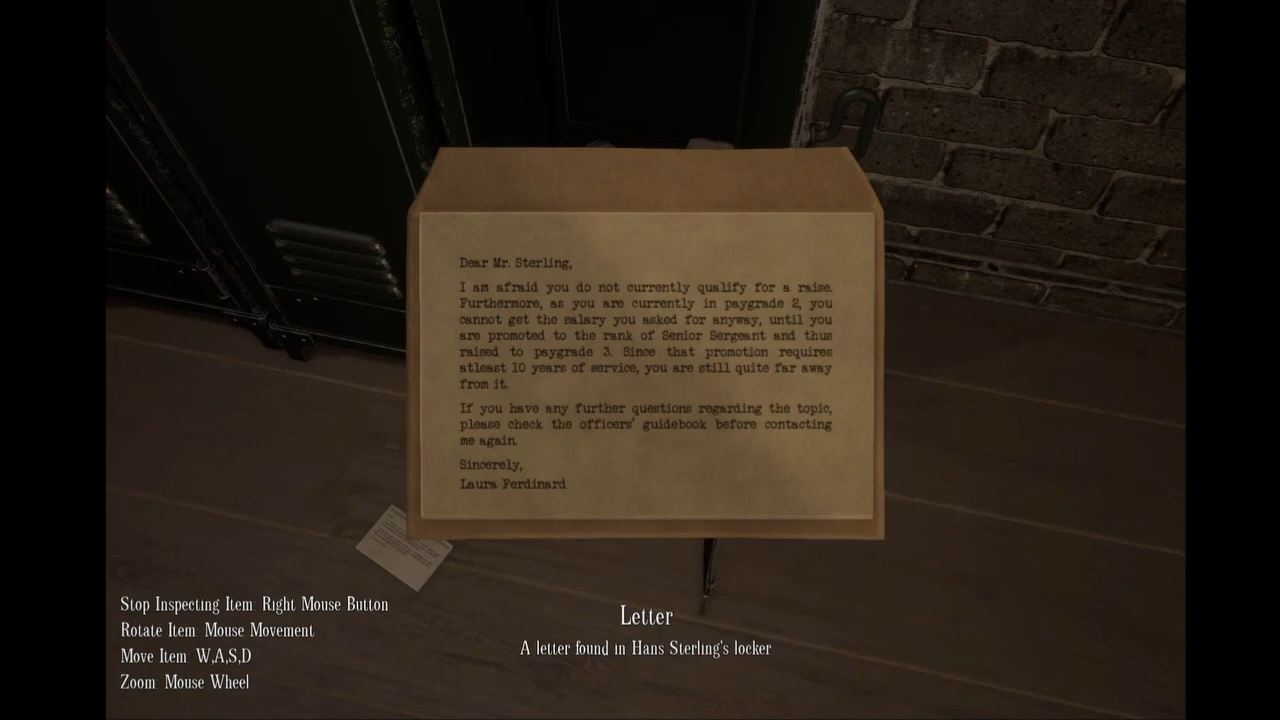 Dear Mr. Sterling,
I am afraid you do not currently qualify for a raise.
Furthermore, as you are currently in paygrade 2, you
cannot get the salary you asked for anyway, until you
are promoted to the rank of Senior Sergeant and thus
raised to paygrade 3. Since that promotion requires
atleast 10 years of service, you are still quite far away
from it.
If you have any further questions regarding the topic,
please check the officers' guidebook before contacting
me again.
Sincerely,
Laura Ferdinard
Stop Inspecting Item: Right Mouse Button
Rotate Item: Mouse Movement
Move Item: W,A,S,D
Zoom: Mouse Wheel
Letter
A letter found in Hans Sterling's locker